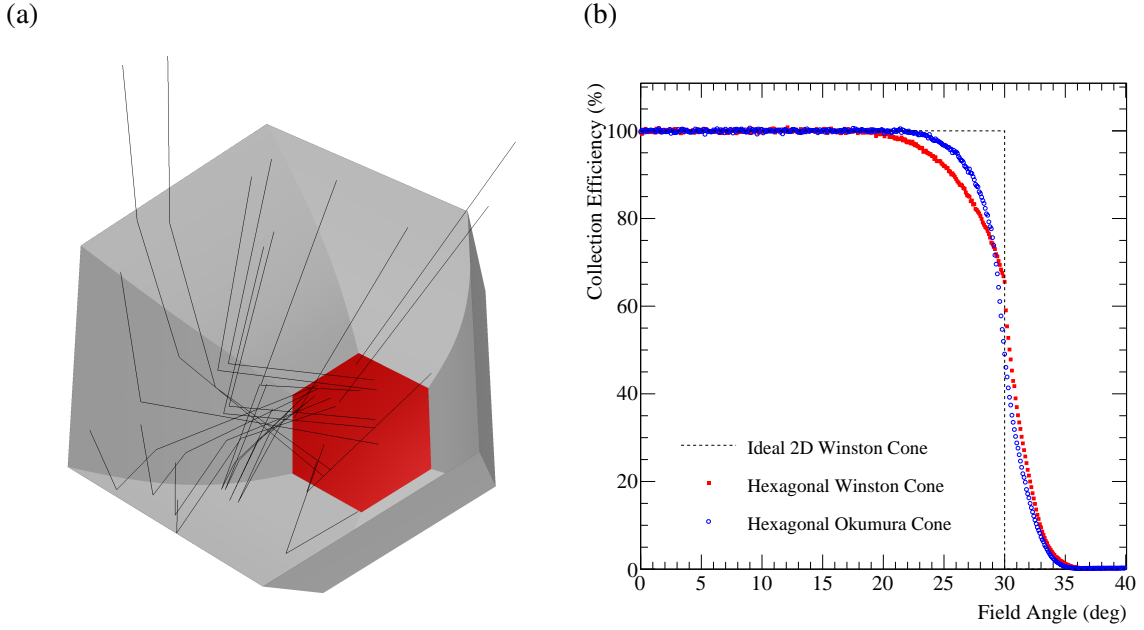 (a)
(b)
Collection Efficiency (%)
100
80
60
40
20
0
Ideal 2D Winston Cone
Hexagonal Winston Cone
Hexagonal Okumura Cone
0 5 10 15 20 25 30 35 40
Field Angle (deg)